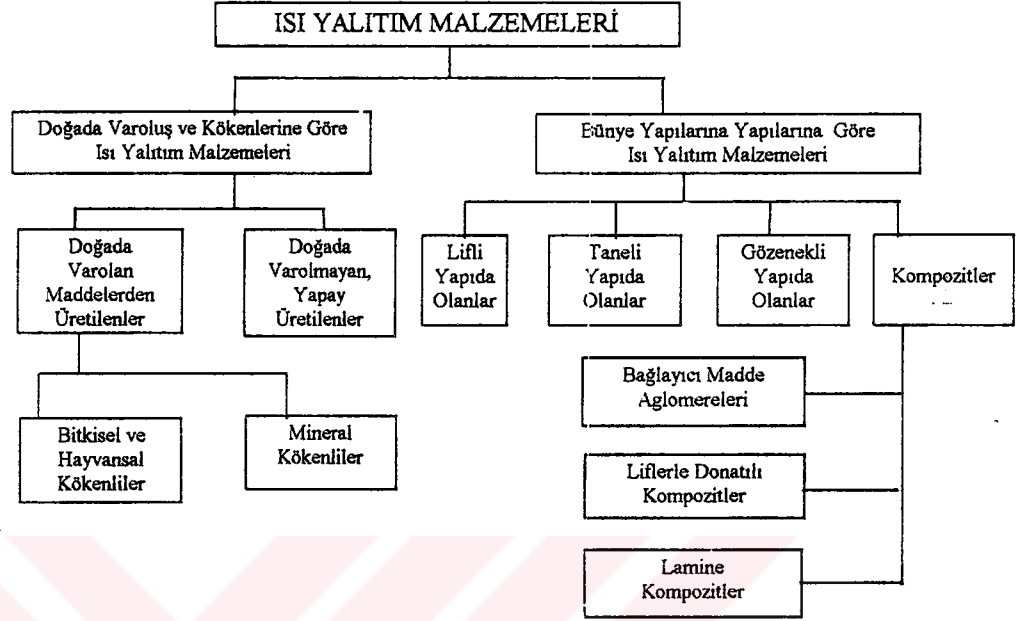 ISI YALITIM MALZEMELERİ
Doğada Varoluş ve Kökenlerine Göre
Isı Yalıtım Malzemeleri
Bünye Yapılarına Yapılarına Göre
Isı Yalıtım Malzemeleri
Doğada
Varolan
Maddelerden
Üretilenler
Doğada
Varolmayan,
Yapay
Üretilenler
Lifli
Yapıda
Olanlar
Taneli
Yapıda
Olanlar
Gözenekli
Yapıda
Olanlar
Kompozitler
Bitkisel ve
Hayvansal
Kökenliler
Mineral
Kökenliler
Bağlayıcı Madde
Aglomereleri
Liflerle Donatılı
Kompozitler
Lamine
Kompozitler